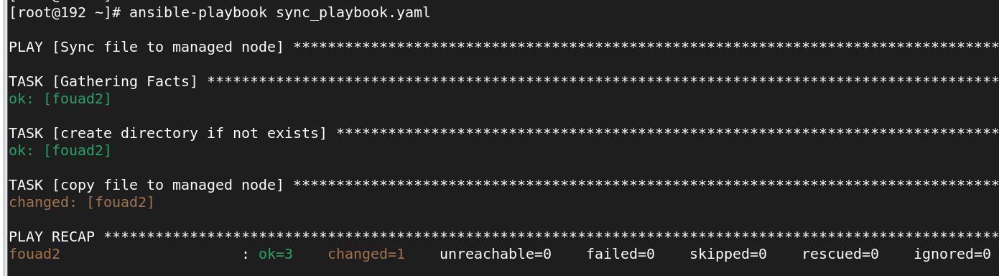 [root@192 ~]# ansible-playbook sync_playbook.yaml
PLAY [Sync file to managed node] **********************************************************************************
TASK [Gathering Facts] ********************************************************************************************
ok: [fouad2]
TASK [create directory if not exists] *****************************************************************************
ok: [fouad2]
TASK [copy file to managed node] **********************************************************************************
changed: [fouad2]
PLAY RECAP ********************************************************************************************************
fouad2                     : ok=3    changed=1    unreachable=0    failed=0    skipped=0    rescued=0    ignored=0